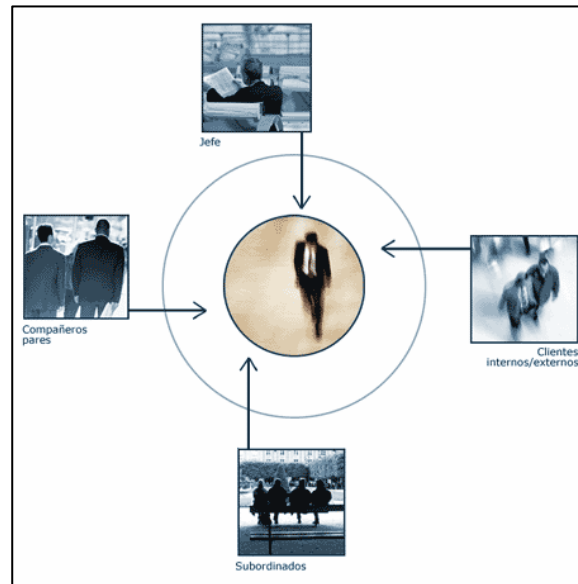 Jefe
Compañeros
pares
Clientes
internos/externos
Subordinados